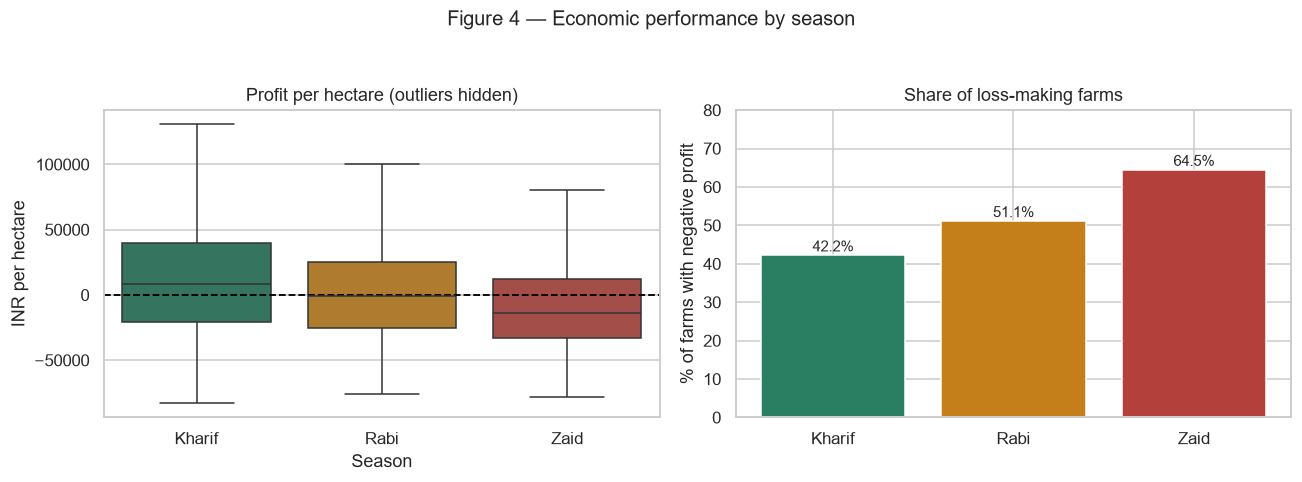 Figure 4 — Economic performance by season
Profit per hectare (outliers hidden)
INR per hectare
100000
50000
0
−50000
Kharif
Rabi
Zaid
Season
Share of loss-making farms
% of farms with negative profit
80
70
60
50
40
30
20
10
0
42.2%
51.1%
64.5%
Kharif
Rabi
Zaid